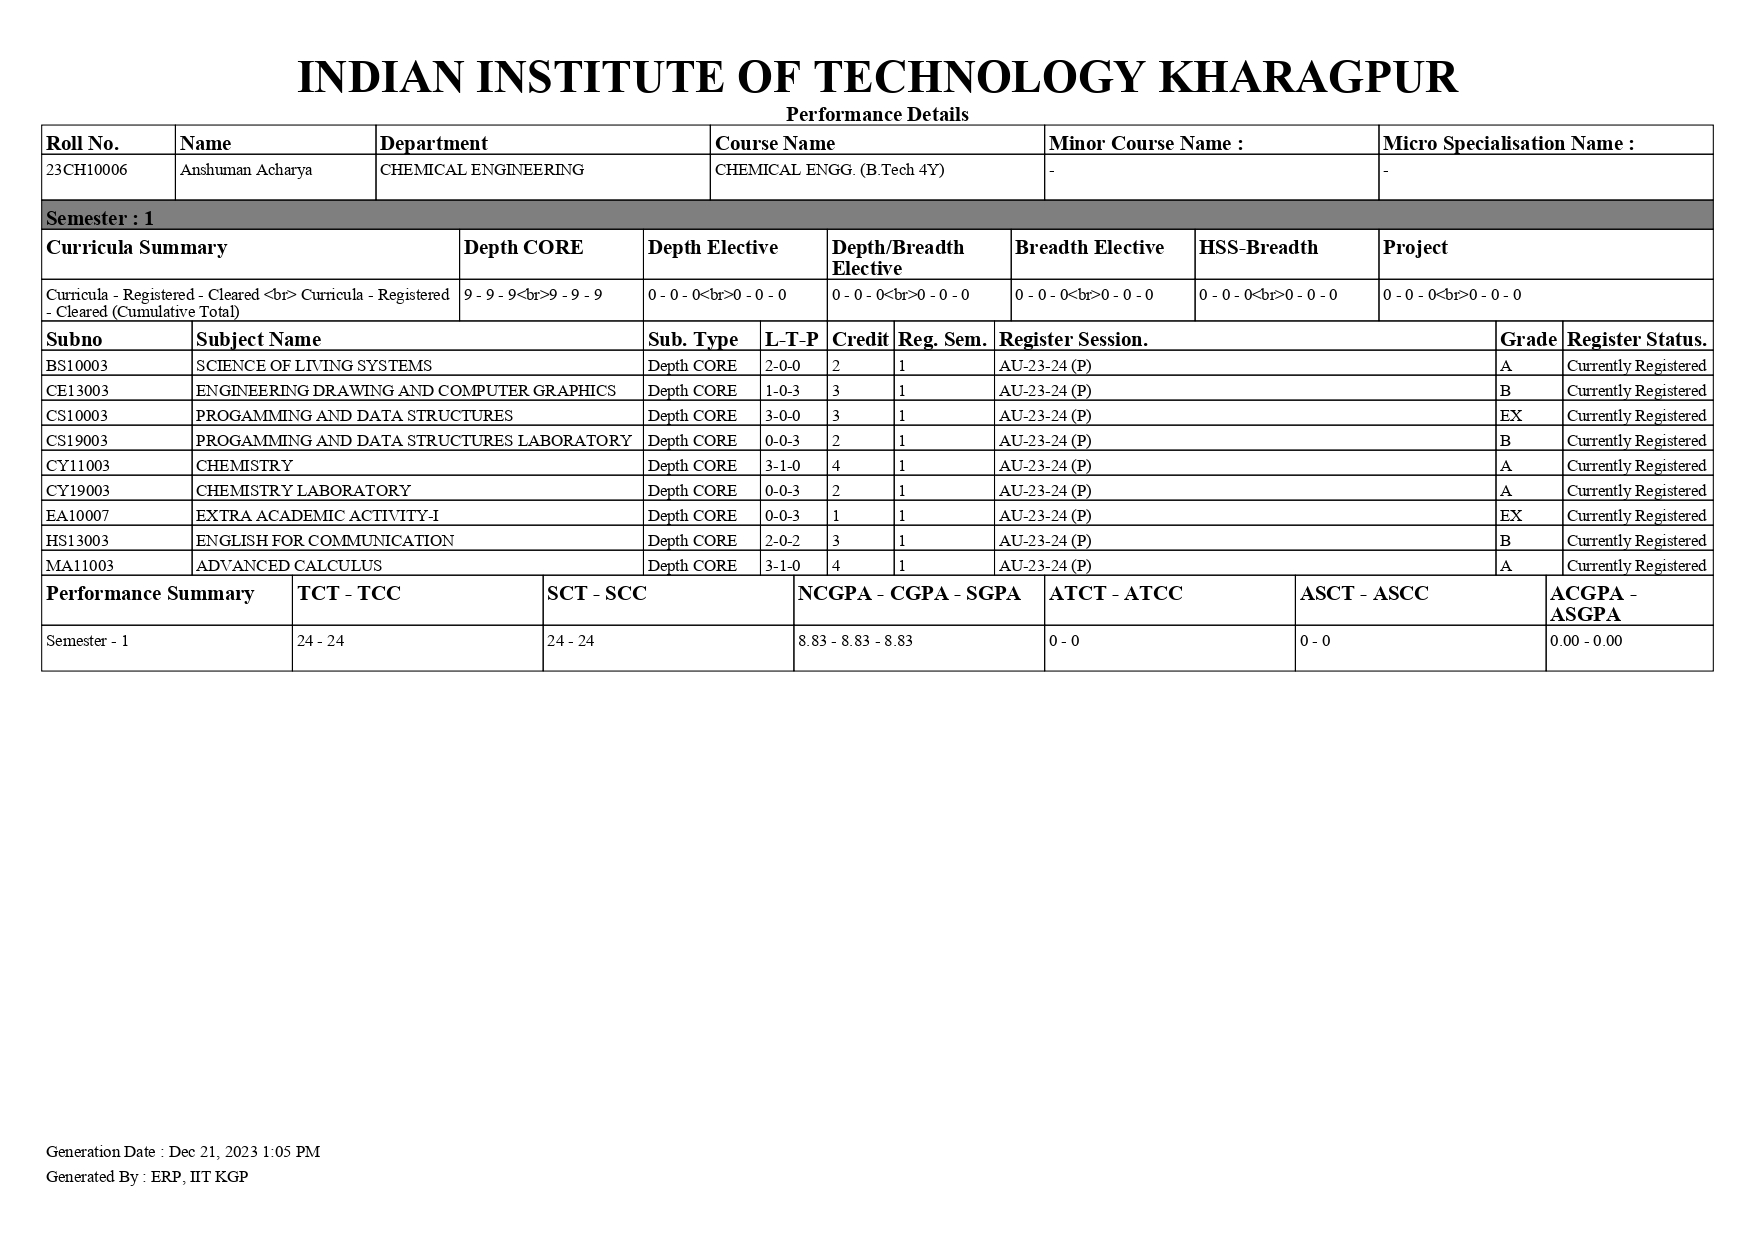 INDIAN INSTITUTE OF TECHNOLOGY KHARAGPUR
Performance Details
Roll No. Name Department Course Name Minor Course Name : Micro Specialisation Name :
23CH10006 Anshuman Acharya CHEMICAL ENGINEERING CHEMICAL ENGG. (B.Tech 4Y) - -
Semester : 1
Curricula Summary Depth CORE Depth Elective Depth/Breadth Elective Breadth Elective HSS-Breadth Project
Curricula - Registered - Cleared <br> Curricula - Registered - Cleared (Cumulative Total) 9 - 9 - 9<br>9 - 9 - 9 0 - 0 - 0<br>0 - 0 - 0 0 - 0 - 0<br>0 - 0 - 0 0 - 0 - 0<br>0 - 0 - 0 0 - 0 - 0<br>0 - 0 - 0 0 - 0 - 0<br>0 - 0 - 0
Subno Subject Name Sub. Type L-T-P Credit Reg. Sem. Register Session. Grade Register Status.
BS10003 SCIENCE OF LIVING SYSTEMS Depth CORE 2-0-0 2 1 AU-23-24 (P) A Currently Registered
CE13003 ENGINEERING DRAWING AND COMPUTER GRAPHICS Depth CORE 1-0-3 3 1 AU-23-24 (P) B Currently Registered
CS10003 PROGAMMING AND DATA STRUCTURES Depth CORE 3-0-0 3 1 AU-23-24 (P) EX Currently Registered
CS19003 PROGAMMING AND DATA STRUCTURES LABORATORY Depth CORE 0-0-3 2 1 AU-23-24 (P) B Currently Registered
CY11003 CHEMISTRY Depth CORE 3-1-0 4 1 AU-23-24 (P) A Currently Registered
CY19003 CHEMISTRY LABORATORY Depth CORE 0-0-3 2 1 AU-23-24 (P) A Currently Registered
EA10007 EXTRA ACADEMIC ACTIVITY-I Depth CORE 0-0-3 1 1 AU-23-24 (P) EX Currently Registered
HS13003 ENGLISH FOR COMMUNICATION Depth CORE 2-0-2 3 1 AU-23-24 (P) B Currently Registered
MA11003 ADVANCED CALCULUS Depth CORE 3-1-0 4 1 AU-23-24 (P) A Currently Registered
Performance Summary TCT - TCC SCT - SCC NCGPA - CGPA - SGPA ATCT - ATCC ASCT - ASCC ACGPA - ASGPA
Semester - 1 24 - 24 24 - 24 8.83 - 8.83 - 8.83 0 - 0 0 - 0 0.00 - 0.00
Generation Date : Dec 21, 2023 1:05 PM
Generated By : ERP, IIT KGP